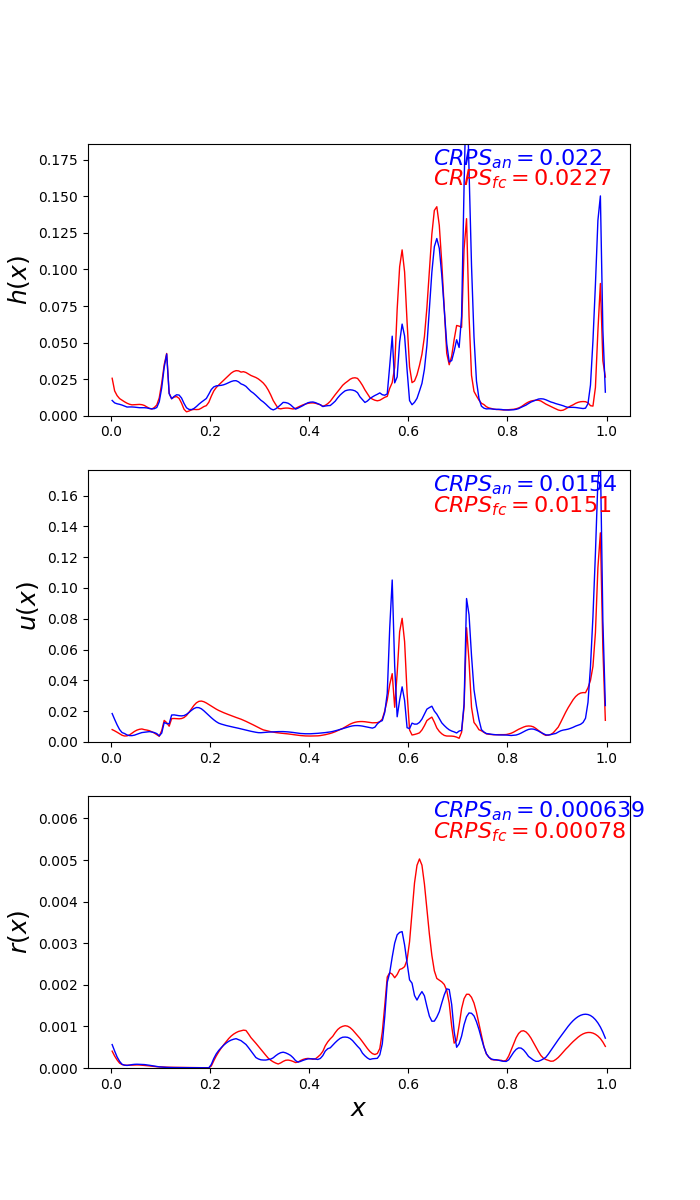 CRPS_an = 0.022
CRPS_fc = 0.0227
0.175
0.150
0.125
0.100
0.075
0.050
0.025
0.000
h(x)
0.0 0.2 0.4 0.6 0.8 1.0
CRPS_an = 0.0154
CRPS_fc = 0.0151
0.16
0.14
0.12
0.10
0.08
0.06
0.04
0.02
0.00
u(x)
0.0 0.2 0.4 0.6 0.8 1.0
CRPS_an = 0.000639
CRPS_fc = 0.00078
0.006
0.005
0.004
0.003
0.002
0.001
0.000
r(x)
0.0 0.2 0.4 0.6 0.8 1.0
x